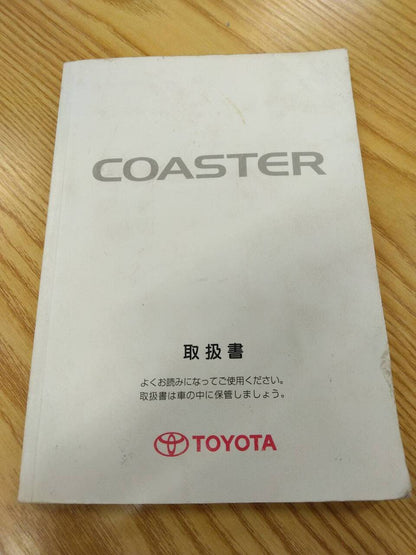 COASTER
取扱書
よくお読みになってご使用ください。
取扱書は車の中に保管しましょう。
TOYOTA